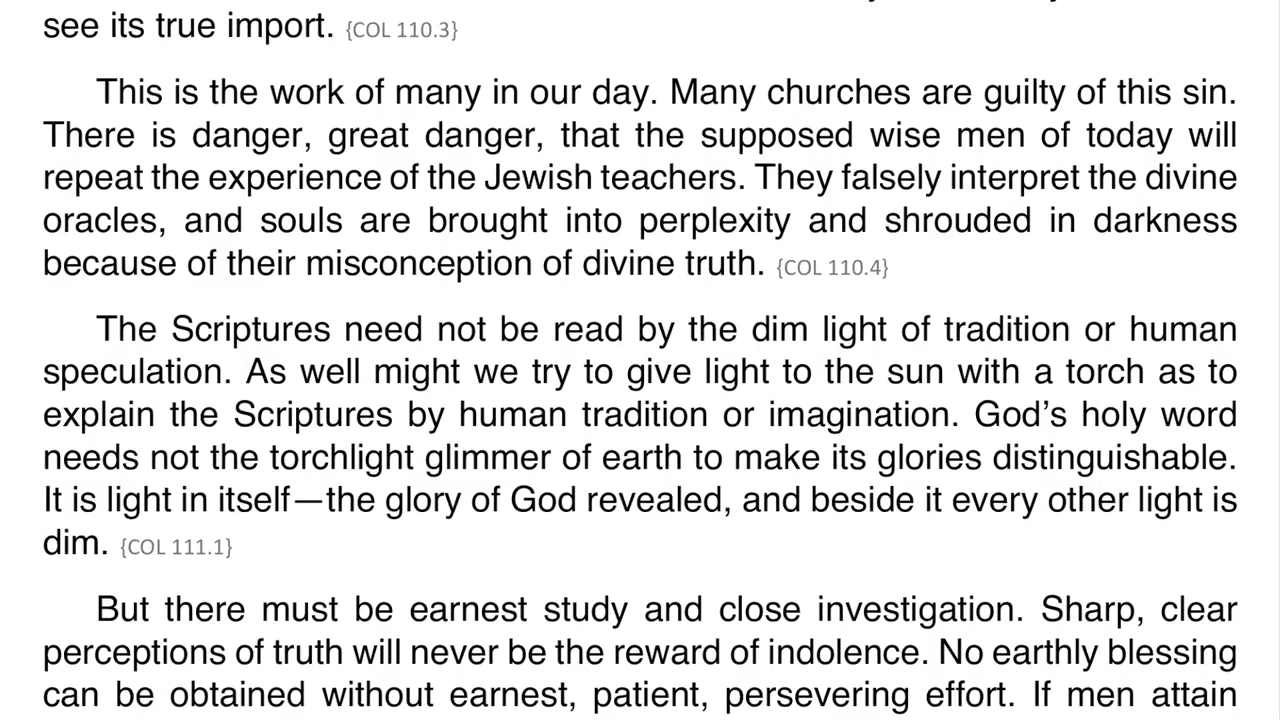 see its true import. {COL 110.3}
This is the work of many in our day. Many churches are guilty of this sin.
There is danger, great danger, that the supposed wise men of today will
repeat the experience of the Jewish teachers. They falsely interpret the divine
oracles, and souls are brought into perplexity and shrouded in darkness
because of their misconception of divine truth. {COL 110.4}
The Scriptures need not be read by the dim light of tradition or human
speculation. As well might we try to give light to the sun with a torch as to
explain the Scriptures by human tradition or imagination. God’s holy word
needs not the torchlight glimmer of earth to make its glories distinguishable.
It is light in itself—the glory of God revealed, and beside it every other light is
dim. {COL 111.1}
But there must be earnest study and close investigation. Sharp, clear
perceptions of truth will never be the reward of indolence. No earthly blessing
can be obtained without earnest, patient, persevering effort. If men attain